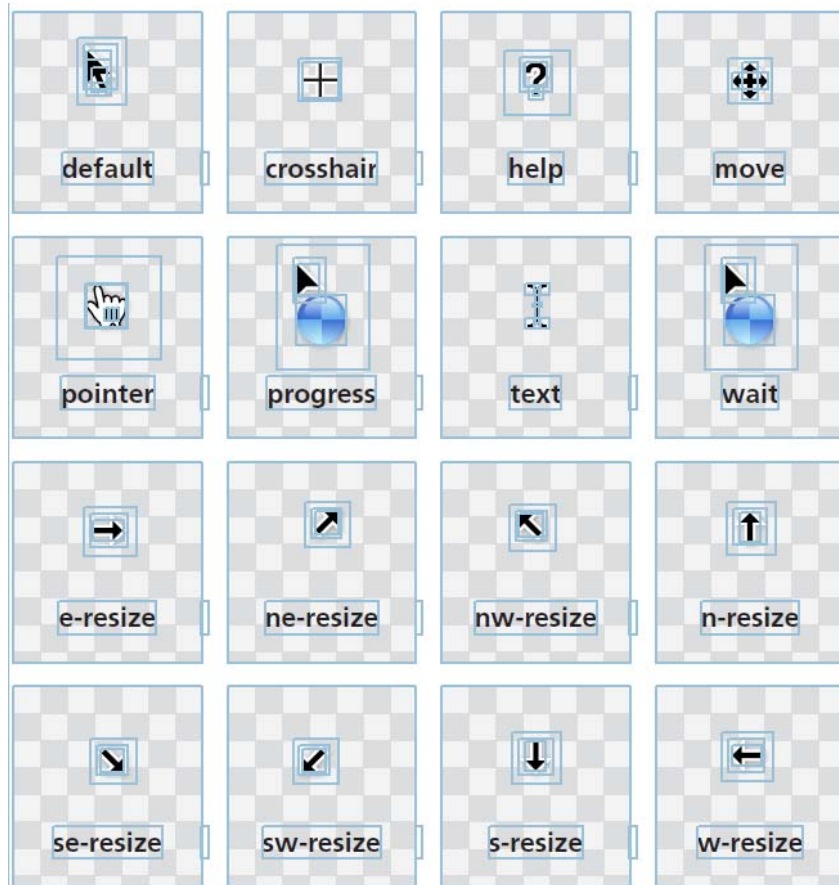 default crosshair help move
pointer progress text wait
e-resize ne-resize nw-resize n-resize
se-resize sw-resize s-resize w-resize